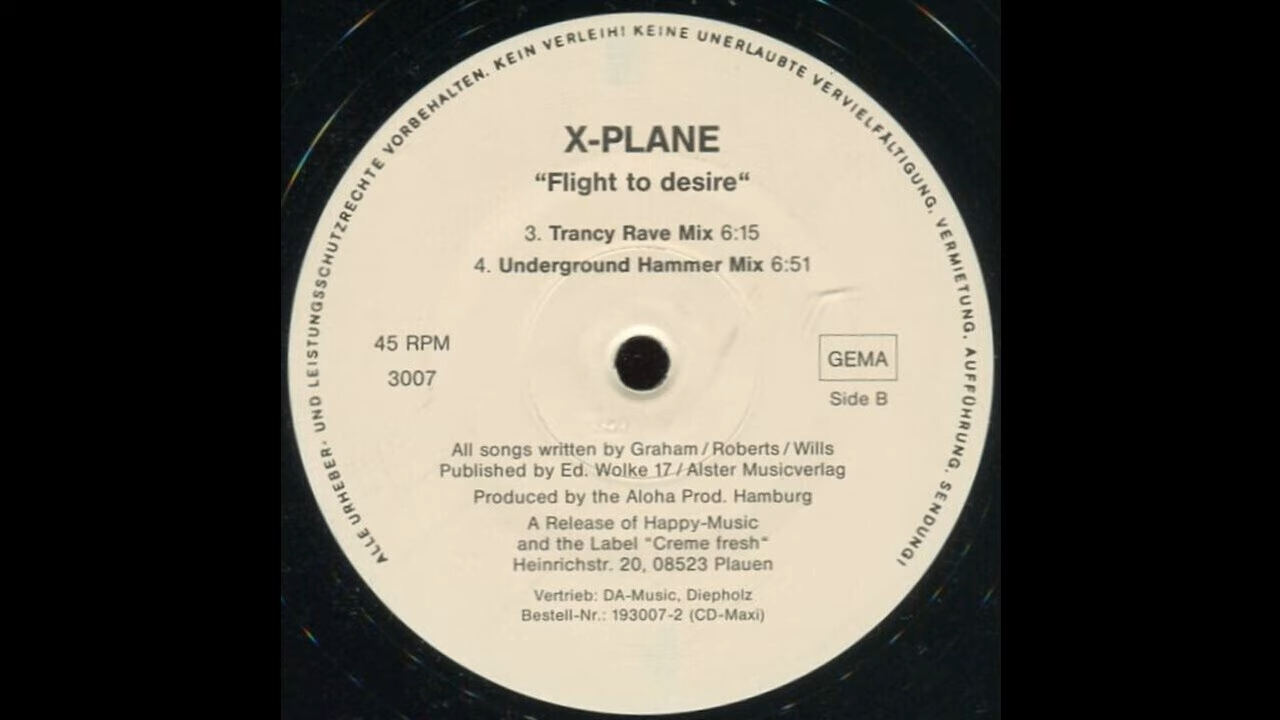 ALLE URHEBER- UND LEISTUNGSSCHUTZRECHTE VORBEHALTEN. KEIN VERLEIH! KEINE UNERLAUBTE VERVIELFÄLTIGUNG, VERMIETUNG, AUFFÜHRUNG, SENDUNG!
X-PLANE
“Flight to desire“
3. Trancy Rave Mix 6:15
4. Underground Hammer Mix 6:51
45 RPM
3007
GEMA
Side B
All songs written by Graham / Roberts / Wills
Published by Ed. Wolke 17 / Alster Musicverlag
Produced by the Aloha Prod. Hamburg
A Release of Happy-Music
and the Label “Creme fresh“
Heinrichstr. 20, 08523 Plauen
Vertrieb: DA-Music, Diepholz
Bestell-Nr.: 193007-2 (CD-Maxi)